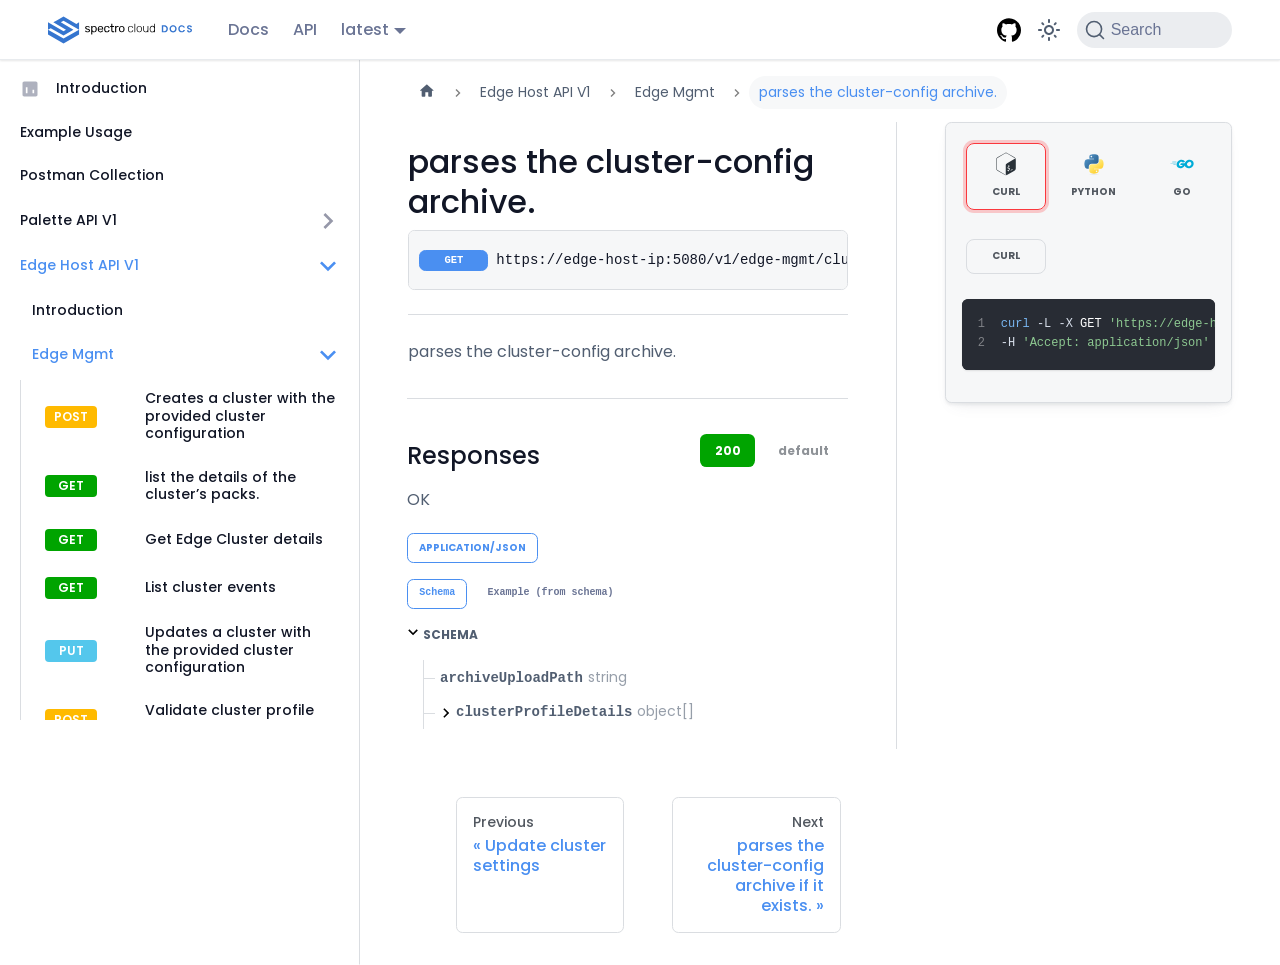 spectro cloud DOCS
Docs
API
latest
Search
Introduction
Example Usage
Postman Collection
Palette API V1
Edge Host API V1
Introduction
Edge Mgmt
POST
Creates a cluster with the
provided cluster
configuration
GET
list the details of the
cluster's packs.
GET
Get Edge Cluster details
GET
List cluster events
PUT
Updates a cluster with
the provided cluster
configuration
POST
Validate cluster profile
Edge Host API V1
Edge Mgmt
parses the cluster-config archive.
parses the cluster-config
archive.
GET
https://edge-host-ip:5080/v1/edge-mgmt/clu
parses the cluster-config archive.
Responses
200
default
OK
APPLICATION/JSON
Schema
Example (from schema)
SCHEMA
archiveUploadPath string
clusterProfileDetails object[]
Previous
« Update cluster
settings
Next
parses the
cluster-config
archive if it
exists. »
CURL
PYTHON
GO
GO
CURL
1 curl -L -X GET 'https://edge-h
2 -H 'Accept: application/json'